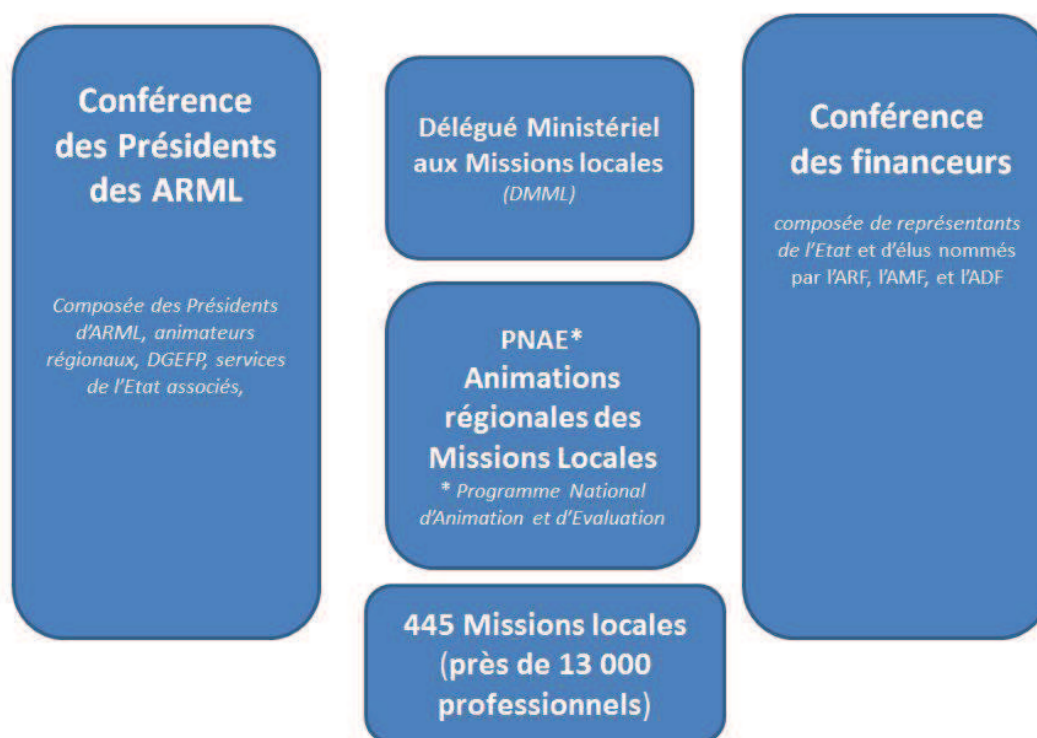 Conférence
des Présidents
des ARML
Composée des Présidents
d'ARML, animateurs
régionaux, DGEFP, services
de l'Etat associés,
Délégué Ministériel
aux Missions locales
(DMML)
PNAE*
Animations
régionales des
Missions Locales
* Programme National
d'Animation et d'Evaluation
445 Missions locales
(près de 13 000
professionnels)
Conférence
des financeurs
composée de représentants
de l'Etat et d'élus nommés
par l'ARF, l'AMF, et l'ADF